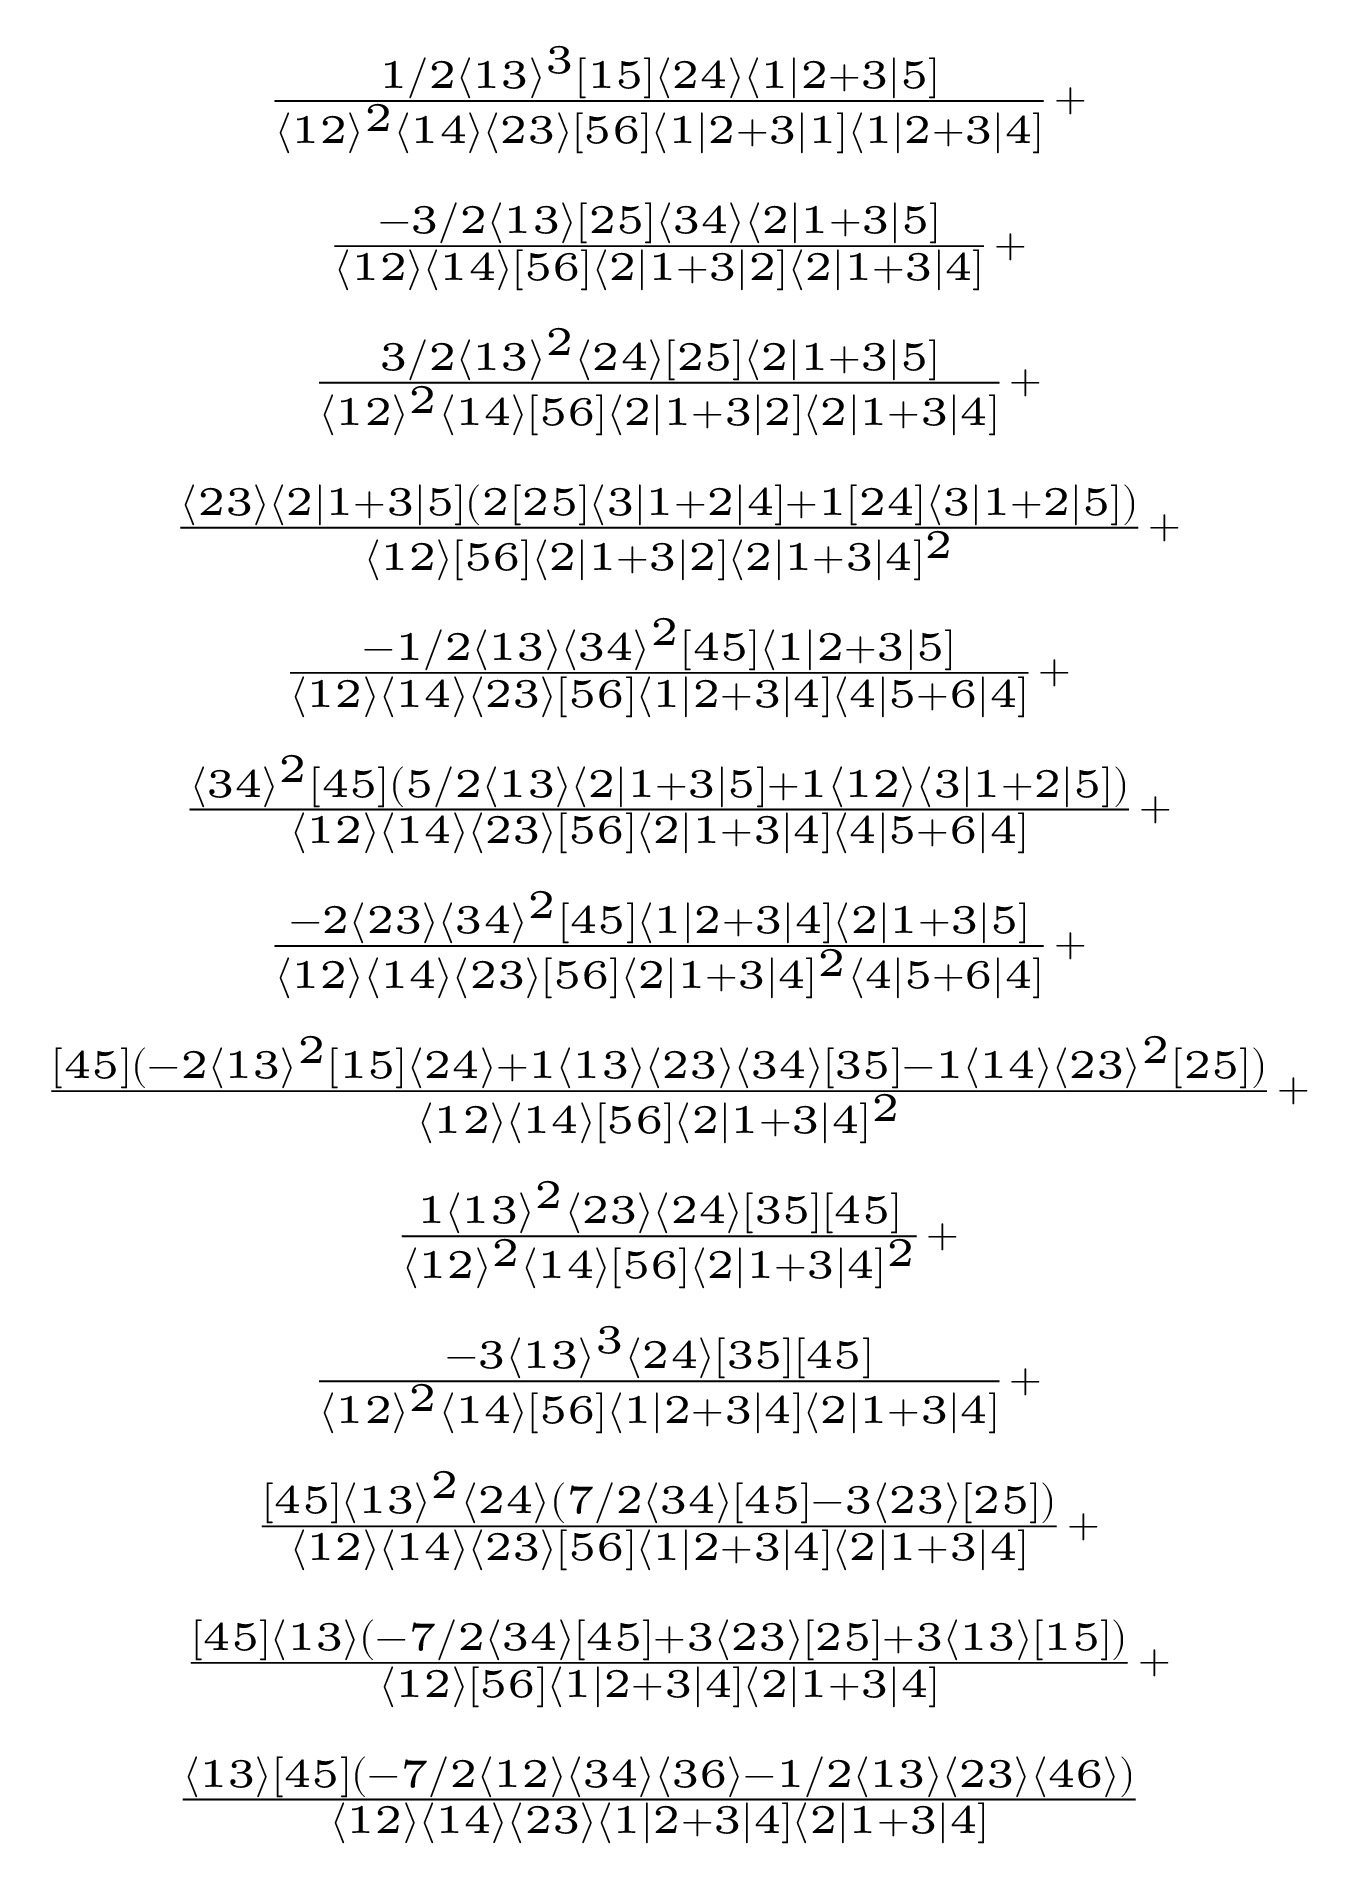 \frac{1/2⟨13⟩^3[15]⟨24⟩⟨1|2+3|5]}{⟨12⟩^2⟨14⟩⟨23⟩[56]⟨1|2+3|1]⟨1|2+3|4]}+
\frac{-3/2⟨13⟩[25]⟨34⟩⟨2|1+3|5]}{⟨12⟩⟨14⟩[56]⟨2|1+3|2]⟨2|1+3|4]}+
\frac{3/2⟨13⟩^2⟨24⟩[25]⟨2|1+3|5]}{⟨12⟩^2⟨14⟩[56]⟨2|1+3|2]⟨2|1+3|4]}+
\frac{⟨23⟩⟨2|1+3|5](2[25]⟨3|1+2|4]+1[24]⟨3|1+2|5])}{⟨12⟩[56]⟨2|1+3|2]⟨2|1+3|4]^2}+
\frac{-1/2⟨13⟩⟨34⟩^2[45]⟨1|2+3|5]}{⟨12⟩⟨14⟩⟨23⟩[56]⟨1|2+3|4]⟨4|5+6|4]}+
\frac{⟨34⟩^2[45](5/2⟨13⟩⟨2|1+3|5]+1⟨12⟩⟨3|1+2|5])}{⟨12⟩⟨14⟩⟨23⟩[56]⟨2|1+3|4]⟨4|5+6|4]}+
\frac{-2⟨23⟩⟨34⟩^2[45]⟨1|2+3|4]⟨2|1+3|5]}{⟨12⟩⟨14⟩⟨23⟩[56]⟨2|1+3|4]^2⟨4|5+6|4]}+
\frac{[45](-2⟨13⟩^2[15]⟨24⟩+1⟨13⟩⟨23⟩⟨34⟩[35]-1⟨14⟩⟨23⟩^2[25])}{⟨12⟩⟨14⟩[56]⟨2|1+3|4]^2}+
\frac{1⟨13⟩^2⟨23⟩⟨24⟩[35][45]}{⟨12⟩^2⟨14⟩[56]⟨2|1+3|4]^2}+
\frac{-3⟨13⟩^3⟨24⟩[35][45]}{⟨12⟩^2⟨14⟩[56]⟨1|2+3|4]⟨2|1+3|4]}+
\frac{[45]⟨13⟩^2⟨24⟩(7/2⟨34⟩[45]-3⟨23⟩[25])}{⟨12⟩⟨14⟩⟨23⟩[56]⟨1|2+3|4]⟨2|1+3|4]}+
\frac{[45]⟨13⟩(-7/2⟨34⟩[45]+3⟨23⟩[25]+3⟨13⟩[15])}{⟨12⟩[56]⟨1|2+3|4]⟨2|1+3|4]}+
\frac{⟨13⟩[45](-7/2⟨12⟩⟨34⟩⟨36⟩-1/2⟨13⟩⟨23⟩⟨46⟩)}{⟨12⟩⟨14⟩⟨23⟩⟨1|2+3|4]⟨2|1+3|4]}